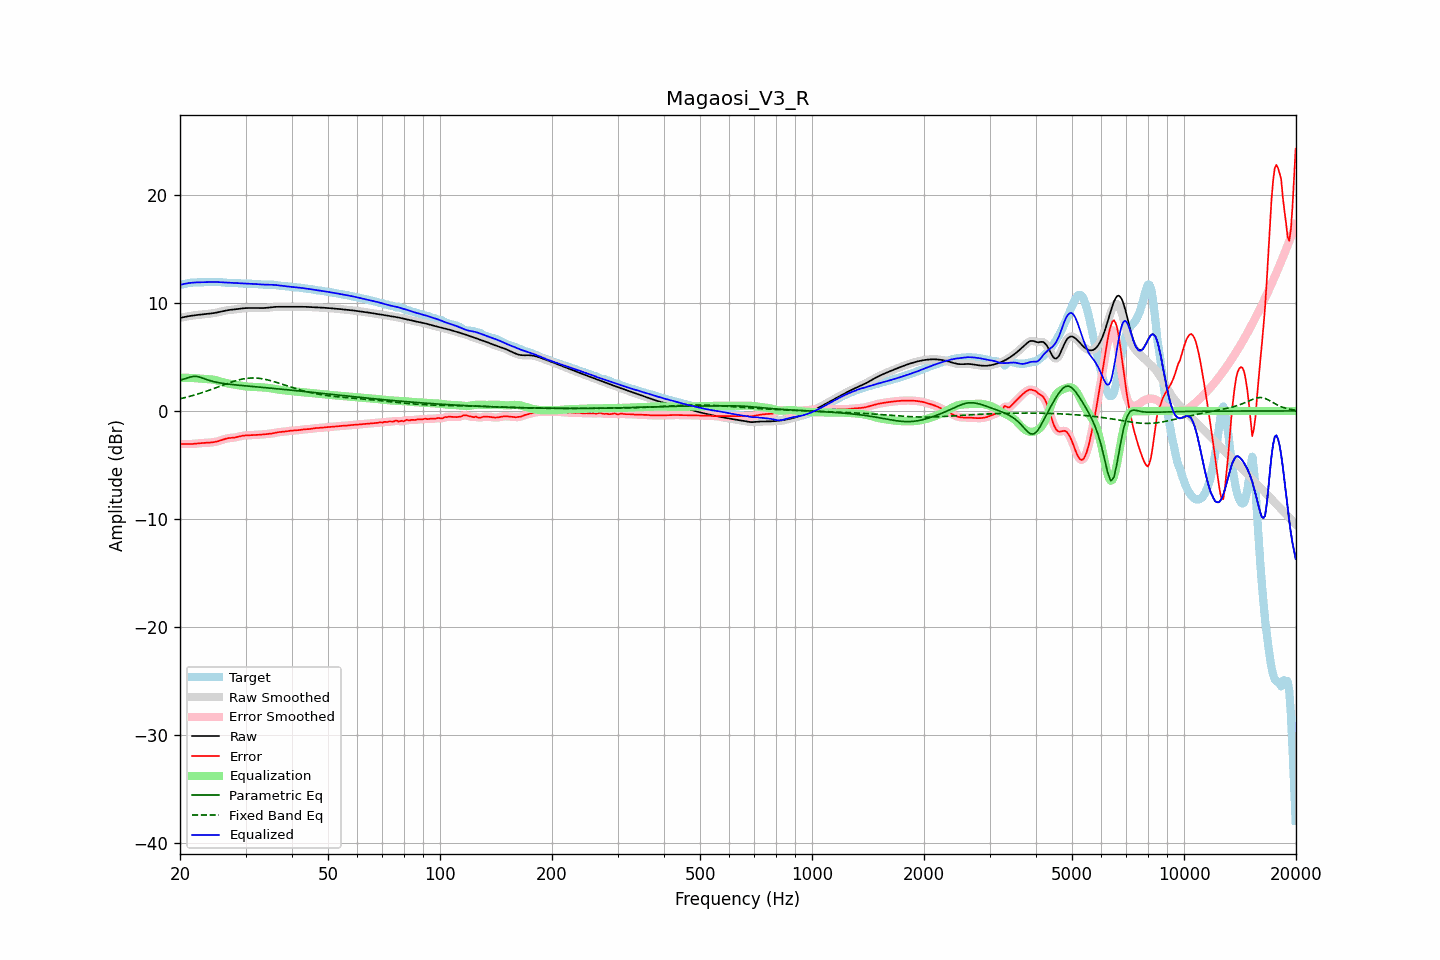 Magaosi_V3_R
Amplitude (dBr)
20
10
0
−10
−20
−30
−40
Target
Raw Smoothed
Error Smoothed
Raw
Error
Equalization
Parametric Eq
Fixed Band Eq
Equalized
20 50 100 200 500 1000 2000 5000 10000 20000
Frequency (Hz)